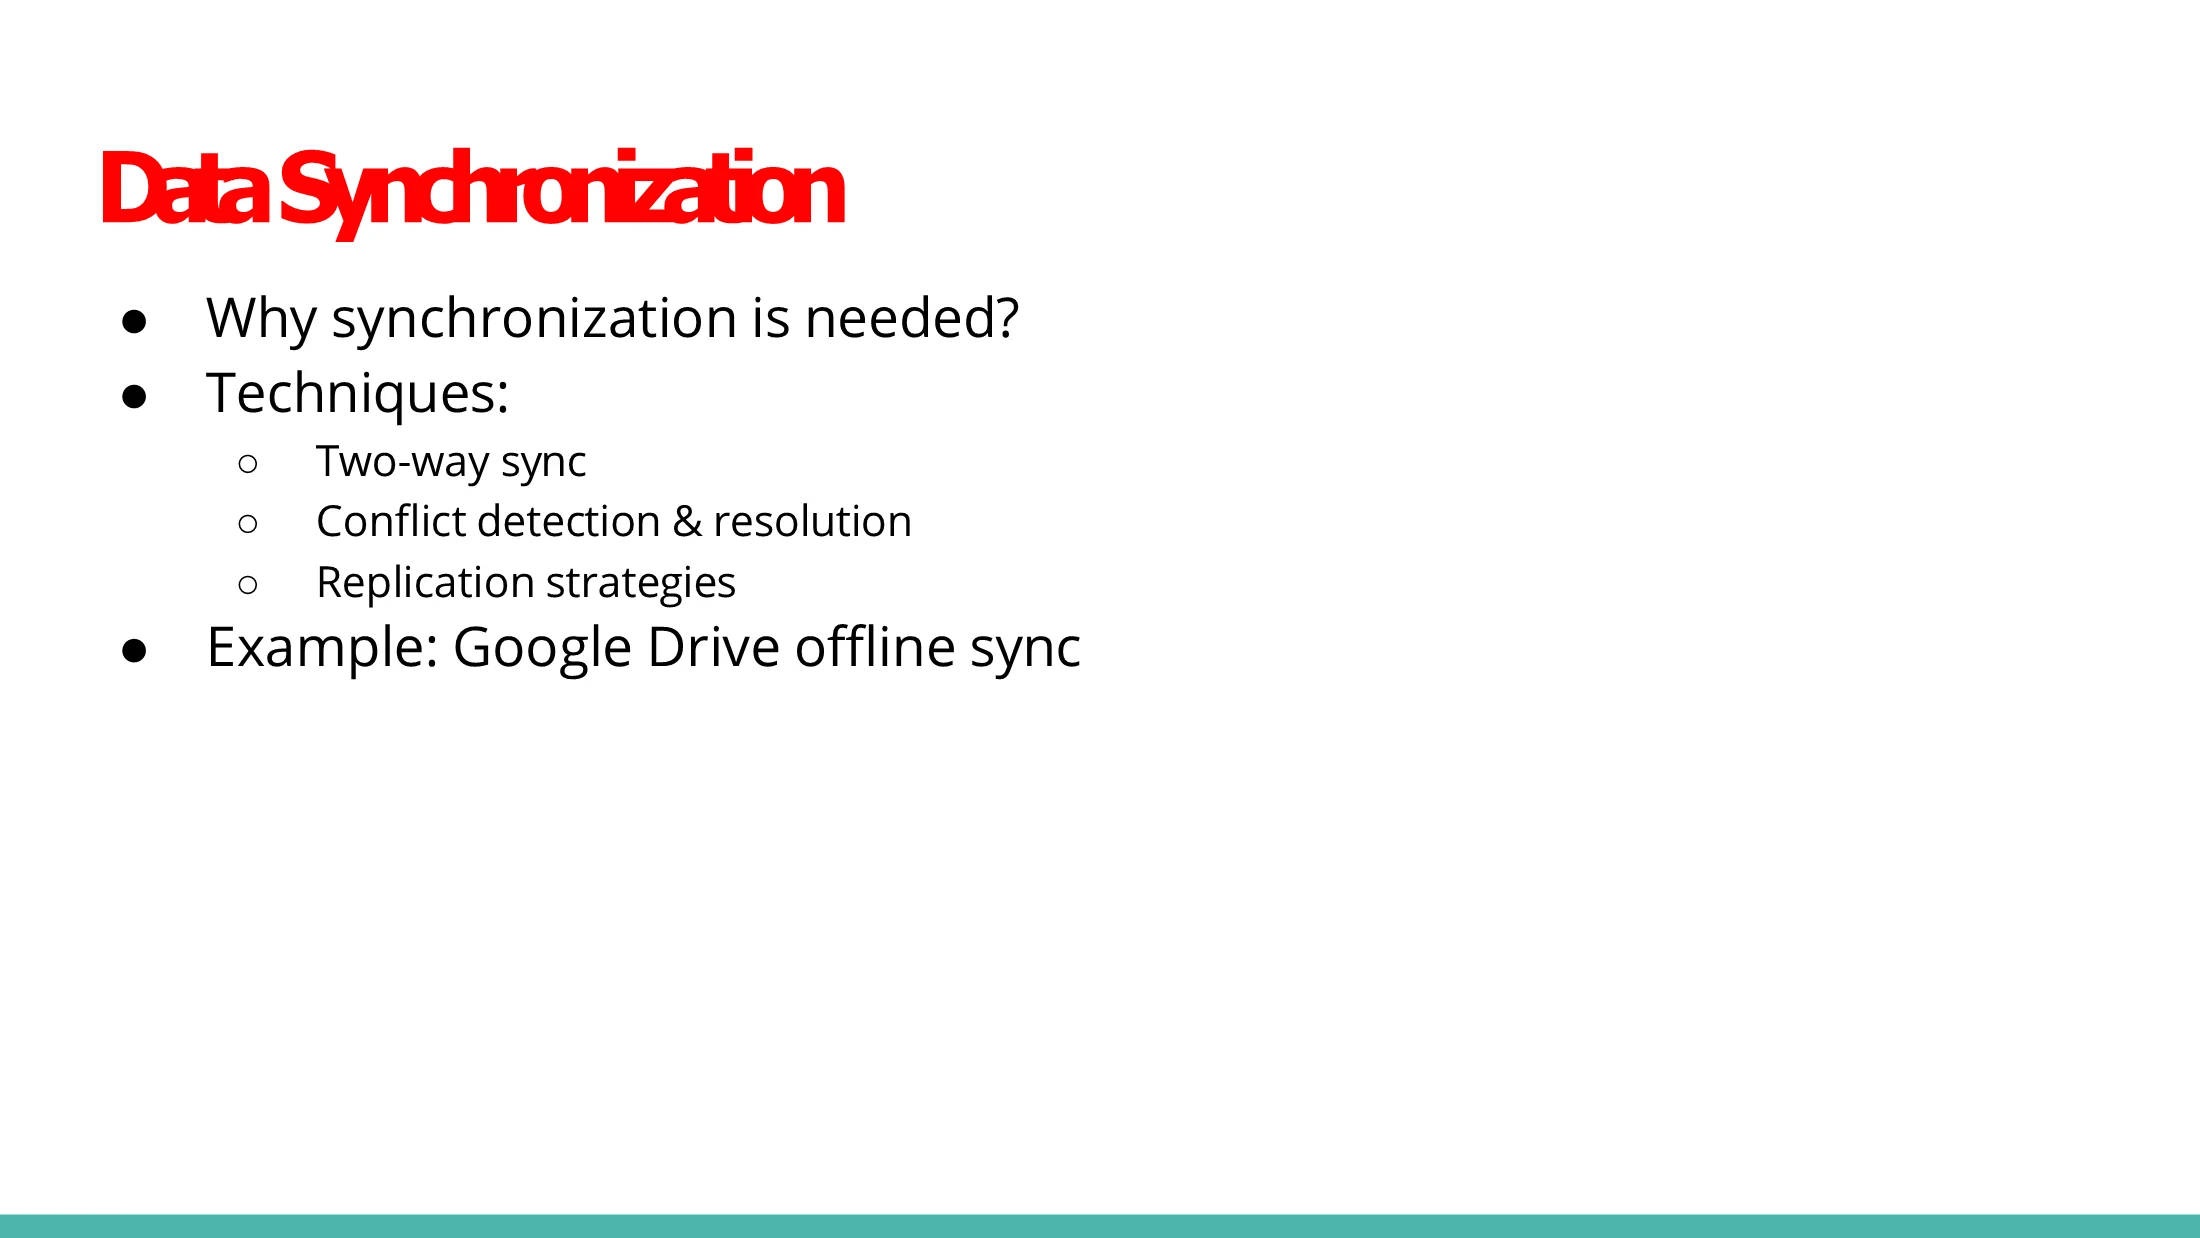 Data Synchronization
● Why synchronization is needed?
● Techniques:
○ Two-way sync
○ Conflict detection & resolution
○ Replication strategies
● Example: Google Drive offline sync